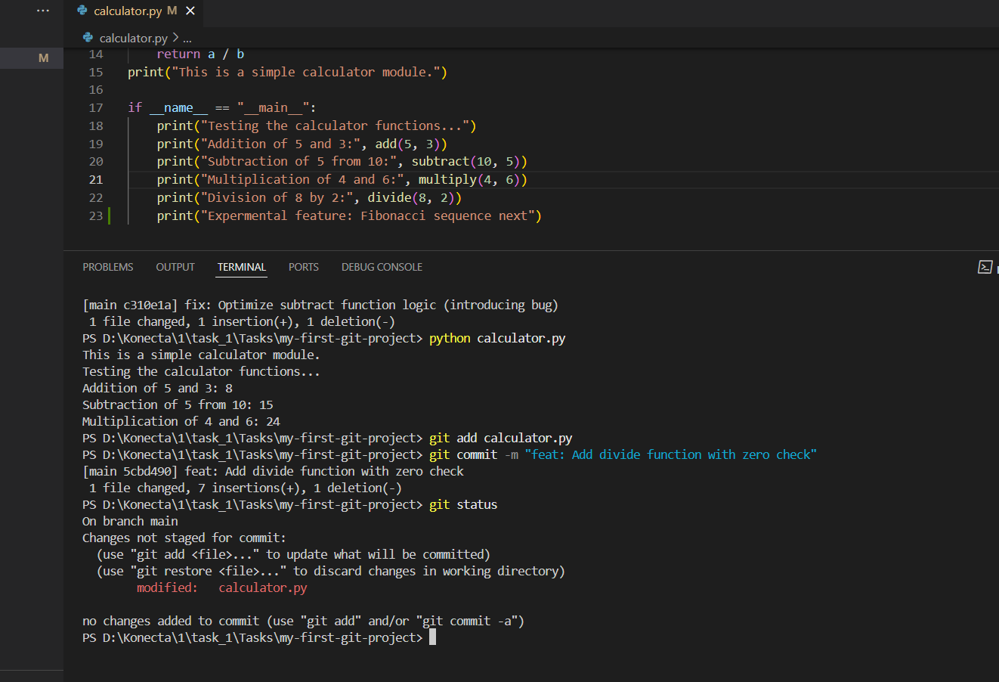 ... calculator.py M ×
calculator.py > ...
M
14 return a / b
15 print("This is a simple calculator module.")
16
17 if __name__ == "__main__":
18 print("Testing the calculator functions...")
19 print("Addition of 5 and 3:", add(5, 3))
20 print("Subtraction of 5 from 10:", subtract(10, 5))
21 print("Multiplication of 4 and 6:", multiply(4, 6))
22 print("Division of 8 by 2:", divide(8, 2))
23 print("Expermental feature: Fibonacci sequence next")
PROBLEMS OUTPUT TERMINAL PORTS DEBUG CONSOLE
[main c310e1a] fix: Optimize subtract function logic (introducing bug)
1 file changed, 1 insertion(+), 1 deletion(-)
PS D:\Konecta\1\task_1\Tasks\my-first-git-project> python calculator.py
This is a simple calculator module.
Testing the calculator functions...
Addition of 5 and 3: 8
Subtraction of 5 from 10: 15
Multiplication of 4 and 6: 24
PS D:\Konecta\1\task_1\Tasks\my-first-git-project> git add calculator.py
PS D:\Konecta\1\task_1\Tasks\my-first-git-project> git commit -m "feat: Add divide function with zero check"
[main 5cbd490] feat: Add divide function with zero check
1 file changed, 7 insertions(+), 1 deletion(-)
PS D:\Konecta\1\task_1\Tasks\my-first-git-project> git status
On branch main
Changes not staged for commit:
(use "git add <file>..." to update what will be committed)
(use "git restore <file>..." to discard changes in working directory)
modified: calculator.py
no changes added to commit (use "git add" and/or "git commit -a")
PS D:\Konecta\1\task_1\Tasks\my-first-git-project>